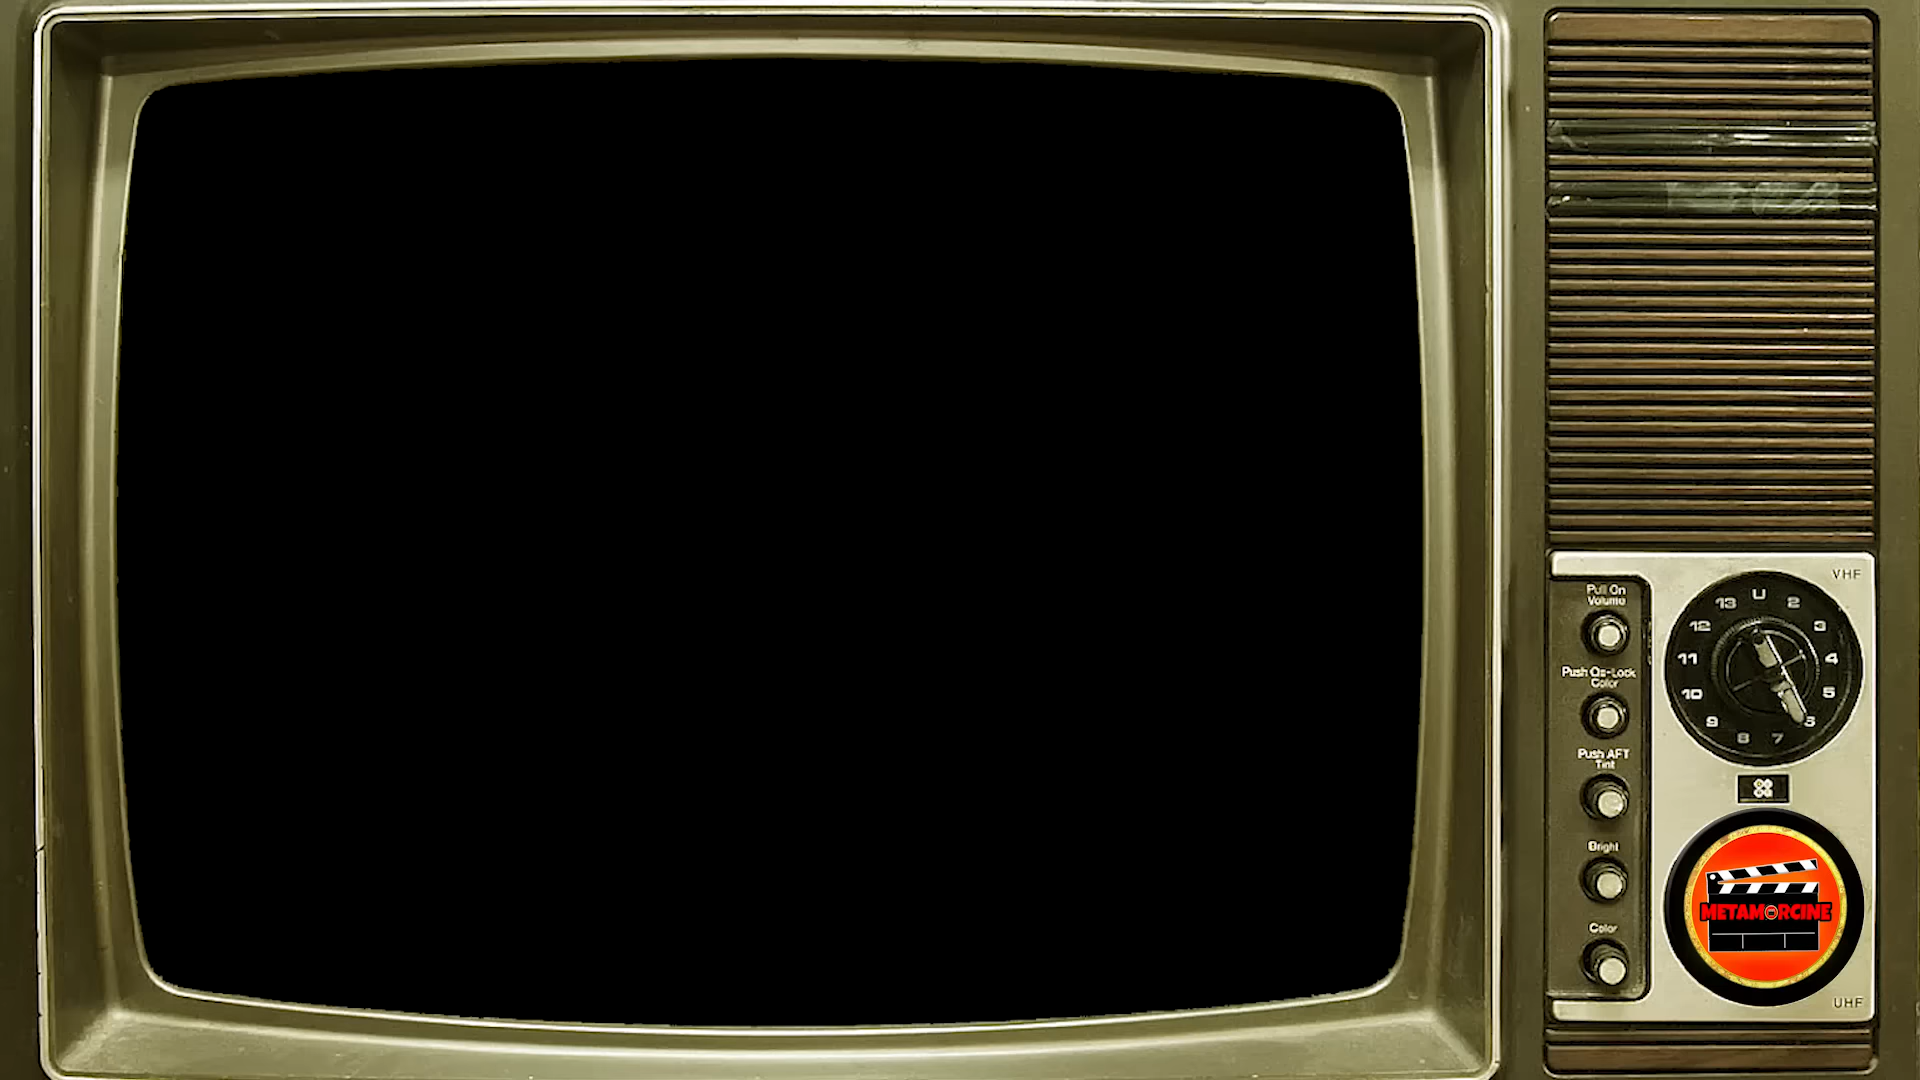 VHF
Pull On
Volume
Push On-Lock
Color
Push AFT
Tint
Bright
Color
U
2
3
4
5
6
7
8
9
10
11
12
13
METAMORCINE
UHF